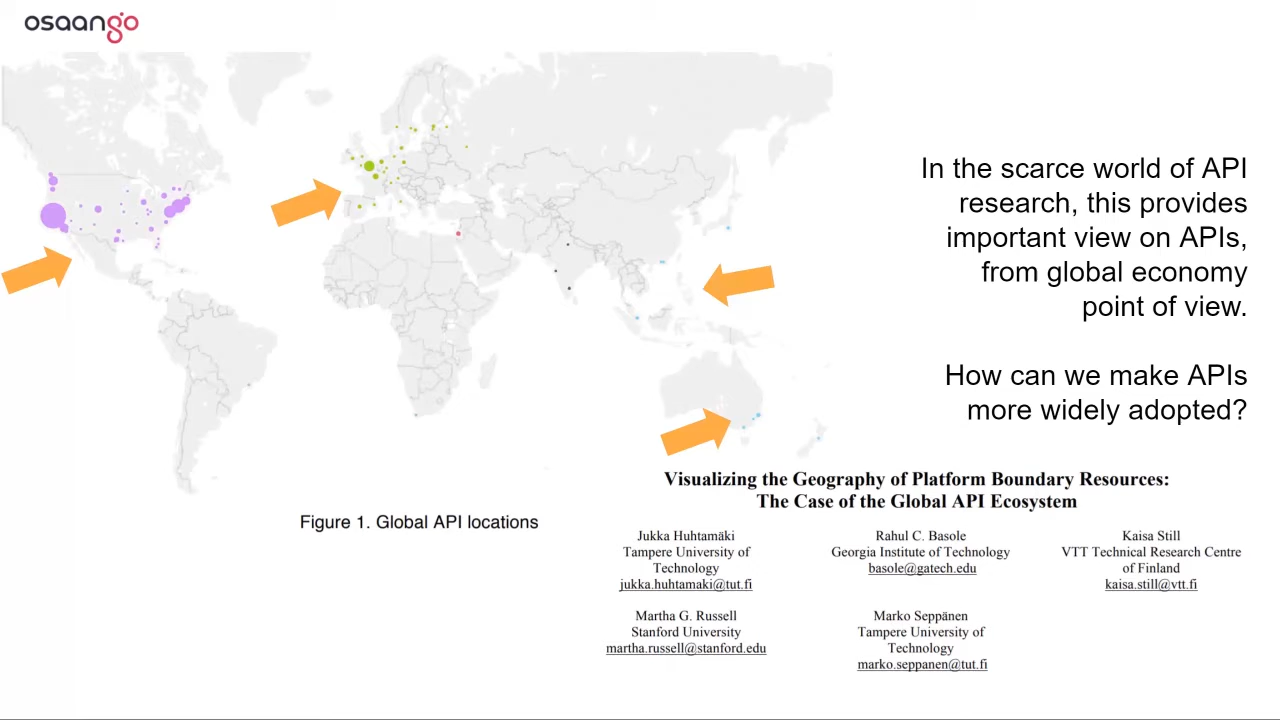 osaango
In the scarce world of API
research, this provides
important view on APIs,
from global economy
point of view.
How can we make APIs
more widely adopted?
Visualizing the Geography of Platform Boundary Resources:
The Case of the Global API Ecosystem
Figure 1. Global API locations
Jukka Huhtamäki
Tampere University of
Technology
jukka.huhtamaki@tut.fi
Rahul C. Basole
Georgia Institute of Technology
basole@gatech.edu
Kaisa Still
VTT Technical Research Centre
of Finland
kaisa.still@vtt.fi
Martha G. Russell
Stanford University
martha.russell@stanford.edu
Marko Seppänen
Tampere University of
Technology
marko.seppanen@tut.fi